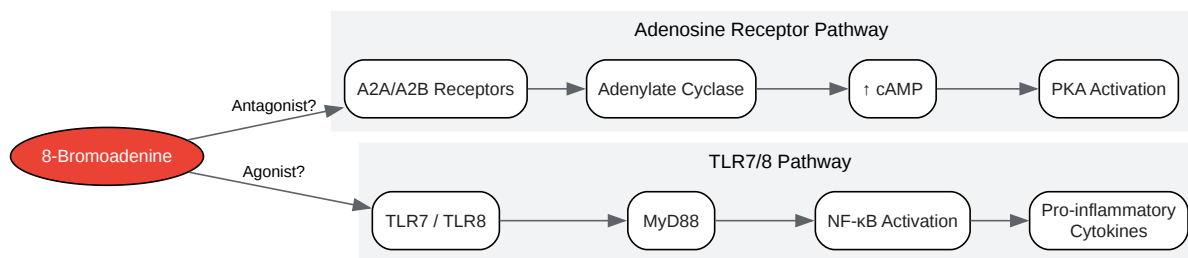 Adenosine Receptor Pathway
A2A/A2B Receptors
Adenylate Cyclase
↑ cAMP
PKA Activation
Antagonist?
8-Bromoadenine
Agonist?
TLR7/8 Pathway
TLR7 / TLR8
MyD88
NF-κB Activation
Pro-inflammatory
Cytokines